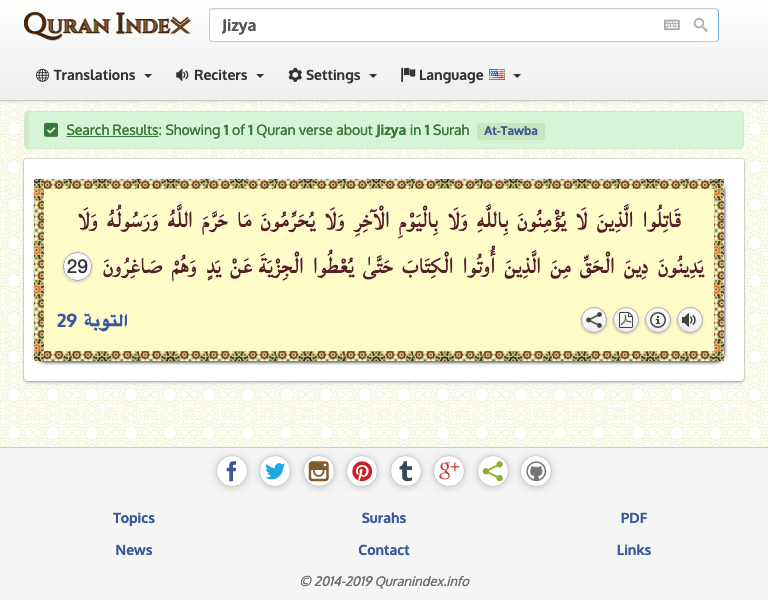 QURAN INDEX
Jizya
Translations
Reciters
Settings
Language
Search Results: Showing 1 of 1 Quran verse about Jizya in 1 Surah At-Tawba
قَاتِلُوا الَّذِينَ لَا يُؤْمِنُونَ بِاللَّهِ وَلَا بِالْيَوْمِ الْآخِرِ وَلَا يُحَرِّمُونَ مَا حَرَّمَ اللَّهُ وَرَسُولُهُ وَلَا
يَدِينُونَ دِينَ الْحَقِّ مِنَ الَّذِينَ أُوتُوا الْكِتَابَ حَتَّىٰ يُعْطُوا الْجِزْيَةَ عَنْ يَدٍ وَهُمْ صَاغِرُونَ 29
التوبة 29
Topics Surahs PDF
News Contact Links
© 2014-2019 Quranindex.info